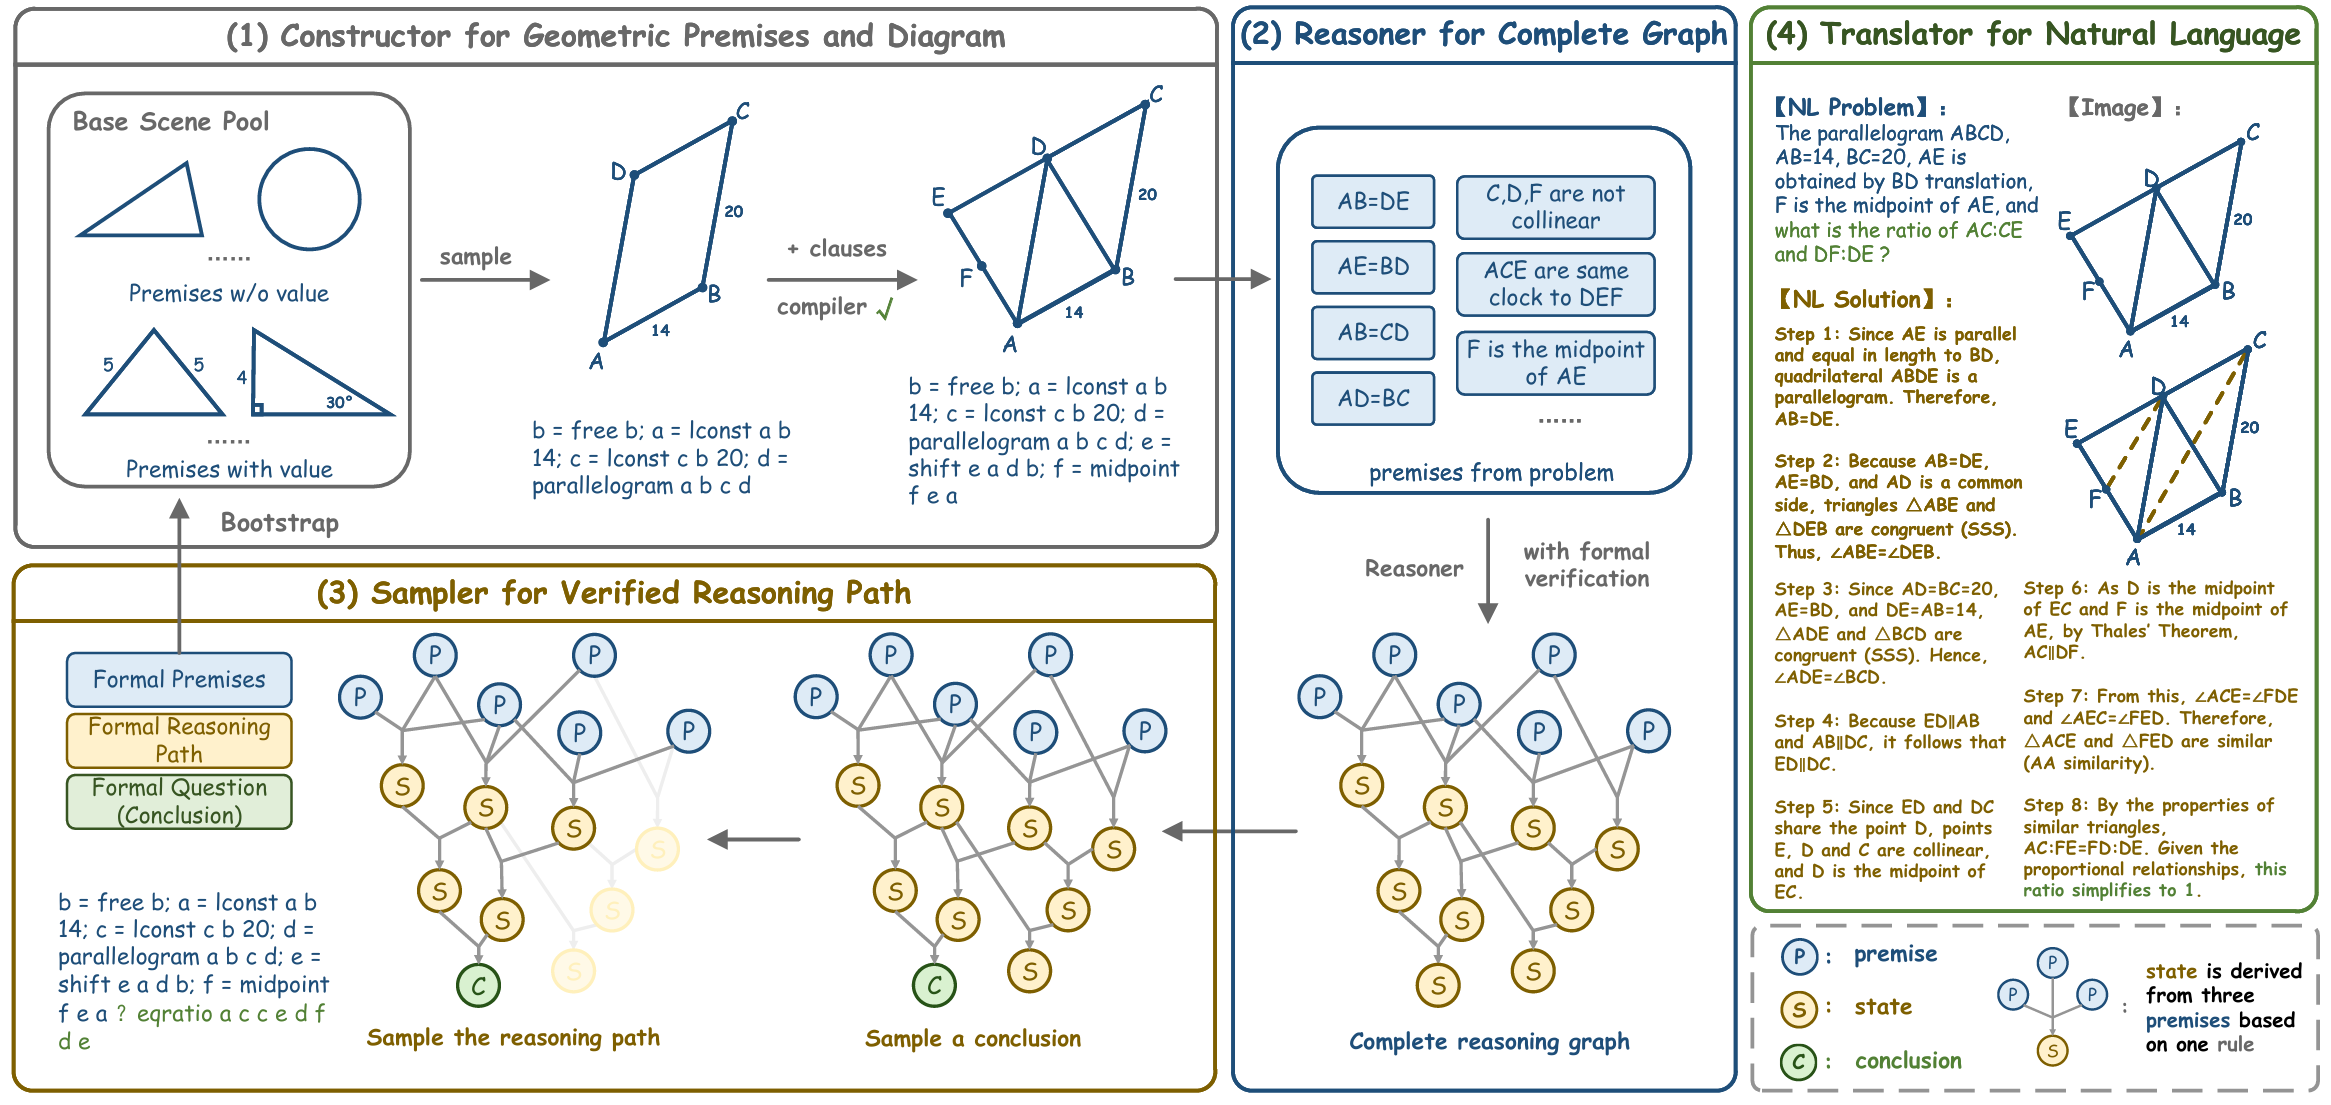 (1) Constructor for Geometric Premises and Diagram
Base Scene Pool
......
Premises w/o value
5
5
4
30°
......
Premises with value
sample
C
D
20
B
14
A
b = free b; a = lconst a b
14; c = lconst c b 20; d =
parallelogram a b c d
+ clauses
compiler √
C
D
E
20
F
B
14
A
b = free b; a = lconst a b
14; c = lconst c b 20; d =
parallelogram a b c d; e =
shift e a d b; f = midpoint
f e a
Bootstrap
(2) Reasoner for Complete Graph
AB=DE
AE=BD
AB=CD
AD=BC
C,D,F are not
collinear
ACE are same
clock to DEF
F is the midpoint
of AE
......
premises from problem
Reasoner
with formal
verification
P
P
P
P
P
P
S
S
S
S
S
S
S
S
S
Complete reasoning graph
(3) Sampler for Verified Reasoning Path
Formal Premises
Formal Reasoning
Path
Formal Question
(Conclusion)
b = free b; a = lconst a b
14; c = lconst c b 20; d =
parallelogram a b c d; e =
shift e a d b; f = midpoint
f e a ? eqratio a c c e d f
d e
P
P
P
P
P
P
S
S
S
S
S
S
S
C
S
Sample the reasoning path
P
P
P
P
P
P
S
S
S
S
S
S
S
C
S
Sample a conclusion
(4) Translator for Natural Language
【NL Problem】:
The parallelogram ABCD,
AB=14, BC=20, AE is
obtained by BD translation,
F is the midpoint of AE, and
what is the ratio of AC:CE
and DF:DE ?
【Image】:
C
D
E
20
F
B
14
A
【NL Solution】:
Step 1: Since AE is parallel
and equal in length to BD,
quadrilateral ABDE is a
parallelogram. Therefore,
AB=DE.
Step 2: Because AB=DE,
AE=BD, and AD is a common
side, triangles △ABE and
△DEB are congruent (SSS).
Thus, ∠ABE=∠DEB.
C
D
E
20
F
B
14
A
Step 3: Since AD=BC=20,
AE=BD, and DE=AB=14,
△ADE and △BCD are
congruent (SSS). Hence,
∠ADE=∠BCD.
Step 4: Because ED∥AB
and AB∥DC, it follows that
ED∥DC.
Step 5: Since ED and DC
share the point D, points
E, D and C are collinear,
and D is the midpoint of
EC.
Step 6: As D is the midpoint
of EC and F is the midpoint of
AE, by Thales' Theorem,
AC∥DF.
Step 7: From this, ∠ACE=∠FDE
and ∠AEC=∠FED. Therefore,
△ACE and △FED are similar
(AA similarity).
Step 8: By the properties of
similar triangles,
AC:FE=FD:DE. Given the
proportional relationships, this
ratio simplifies to 1.
P : premise
S : state
C : conclusion
P
P
P
S
:
state is derived
from three
premises based
on one rule